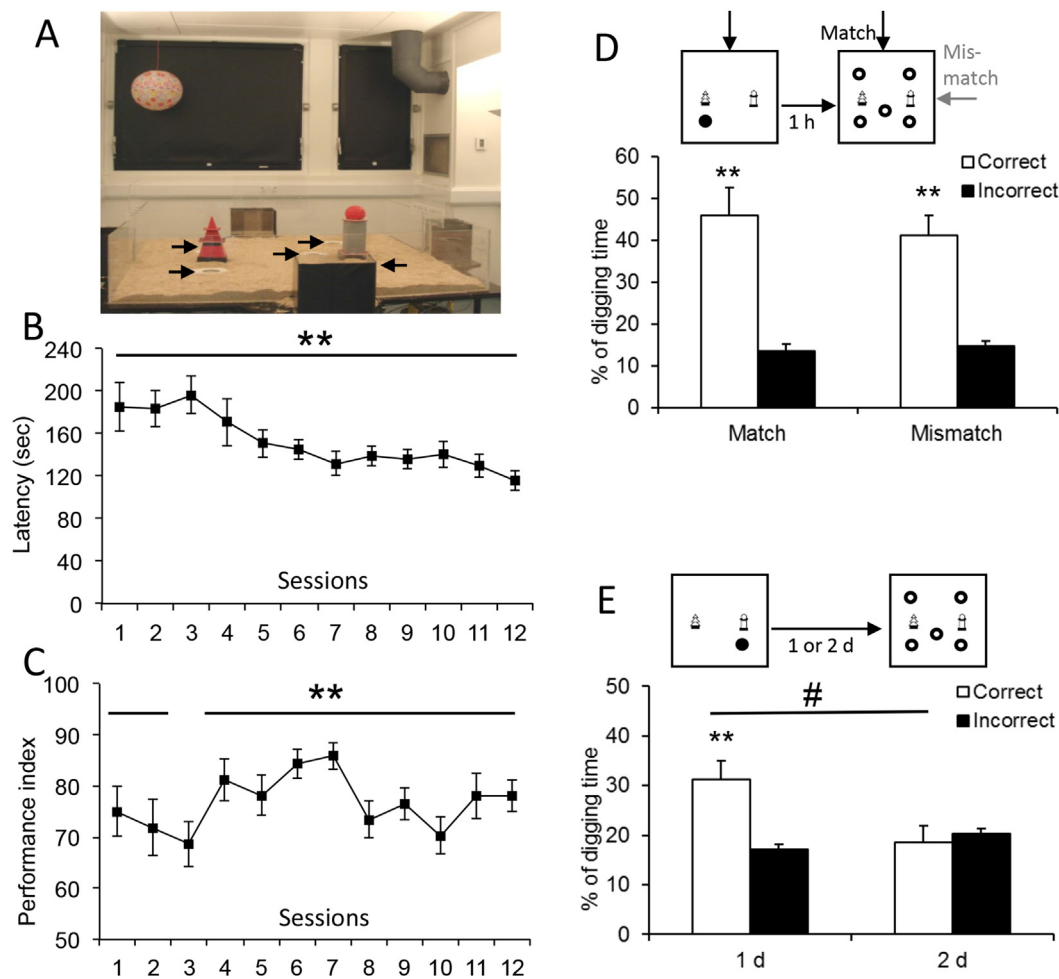 A
B
**
240
200
160
120
80
40
0
Latency (sec)
Sessions
1 2 3 4 5 6 7 8 9 10 11 12
C
**
100
90
80
70
60
50
Performance index
Sessions
1 2 3 4 5 6 7 8 9 10 11 12
D
Match
Mis-
match
1 h
60
50
40
30
20
10
0
% of digging time
Correct
Incorrect
**
**
Match Mismatch
E
1 or 2 d
50
40
30
20
10
0
% of digging time
#
Correct
Incorrect
**
1 d 2 d